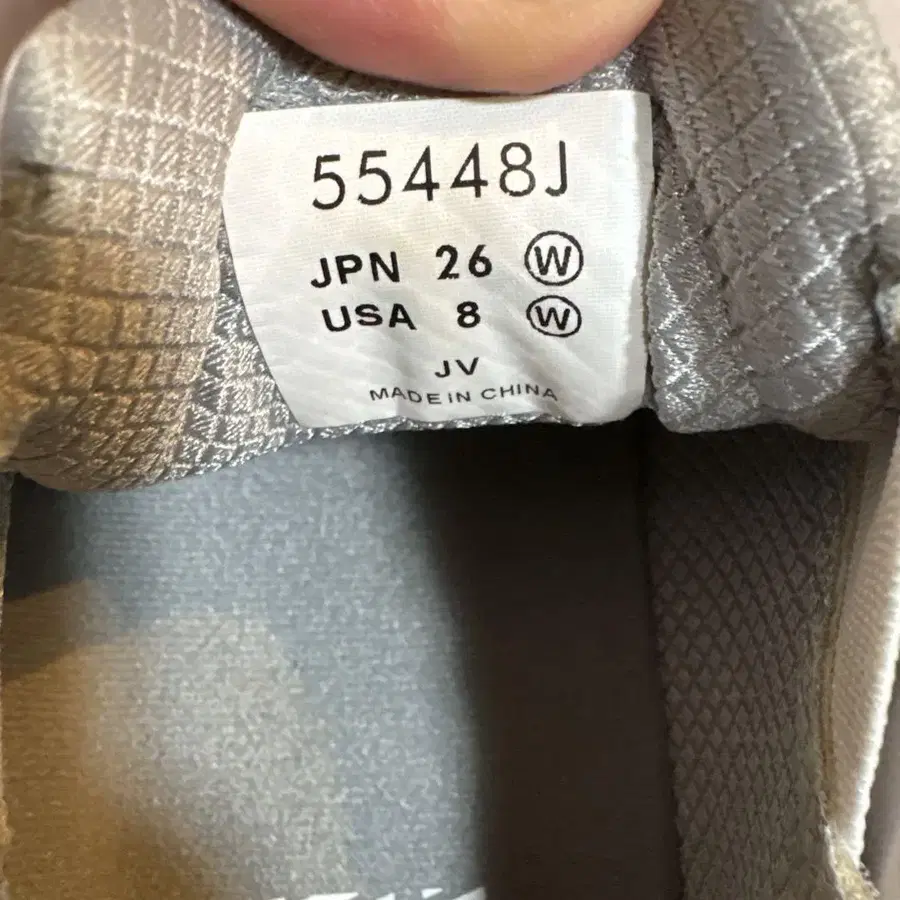 55448J
JPN 26 Ⓦ
USA 8 Ⓦ
JV
MADE IN CHINA